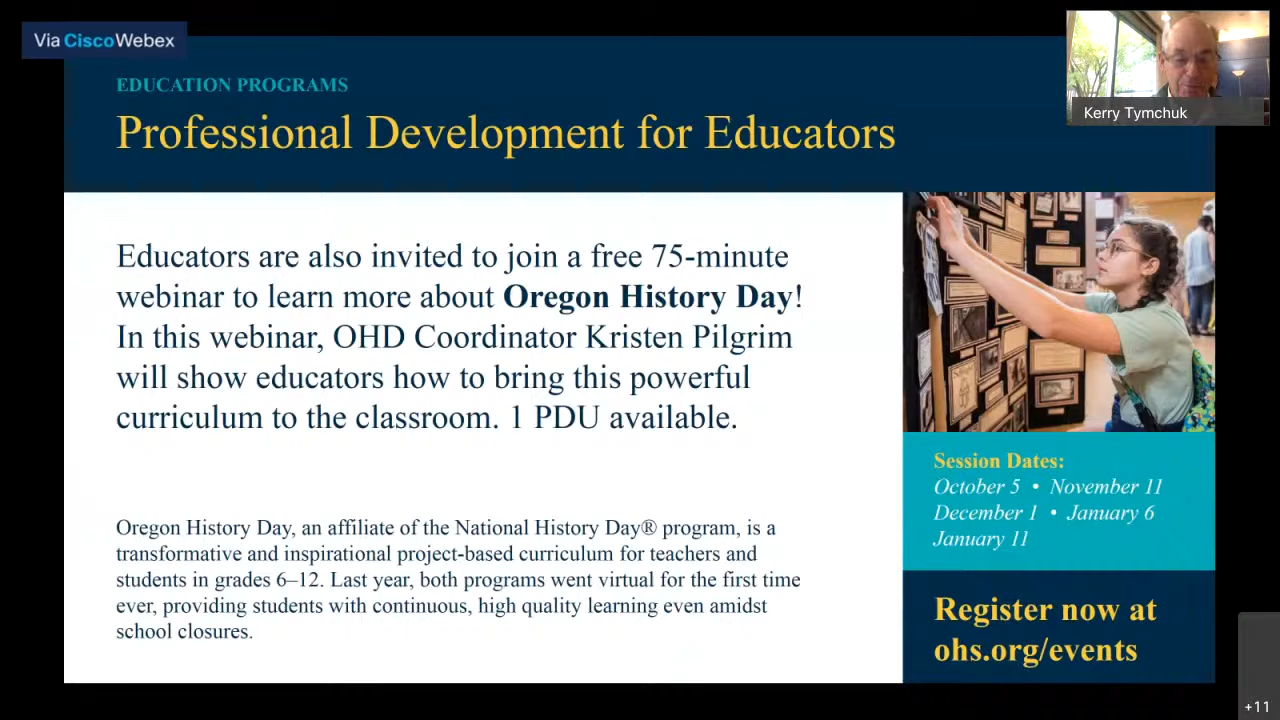 Via CiscoWebex
EDUCATION PROGRAMS
Professional Development for Educators
Kerry Tymchuk
Educators are also invited to join a free 75-minute
webinar to learn more about Oregon History Day!
In this webinar, OHD Coordinator Kristen Pilgrim
will show educators how to bring this powerful
curriculum to the classroom. 1 PDU available.
Oregon History Day, an affiliate of the National History Day® program, is a
transformative and inspirational project-based curriculum for teachers and
students in grades 6–12. Last year, both programs went virtual for the first time
ever, providing students with continuous, high quality learning even amidst
school closures.
Session Dates:
October 5 • November 11
December 1 • January 6
January 11
Register now at
ohs.org/events
+11